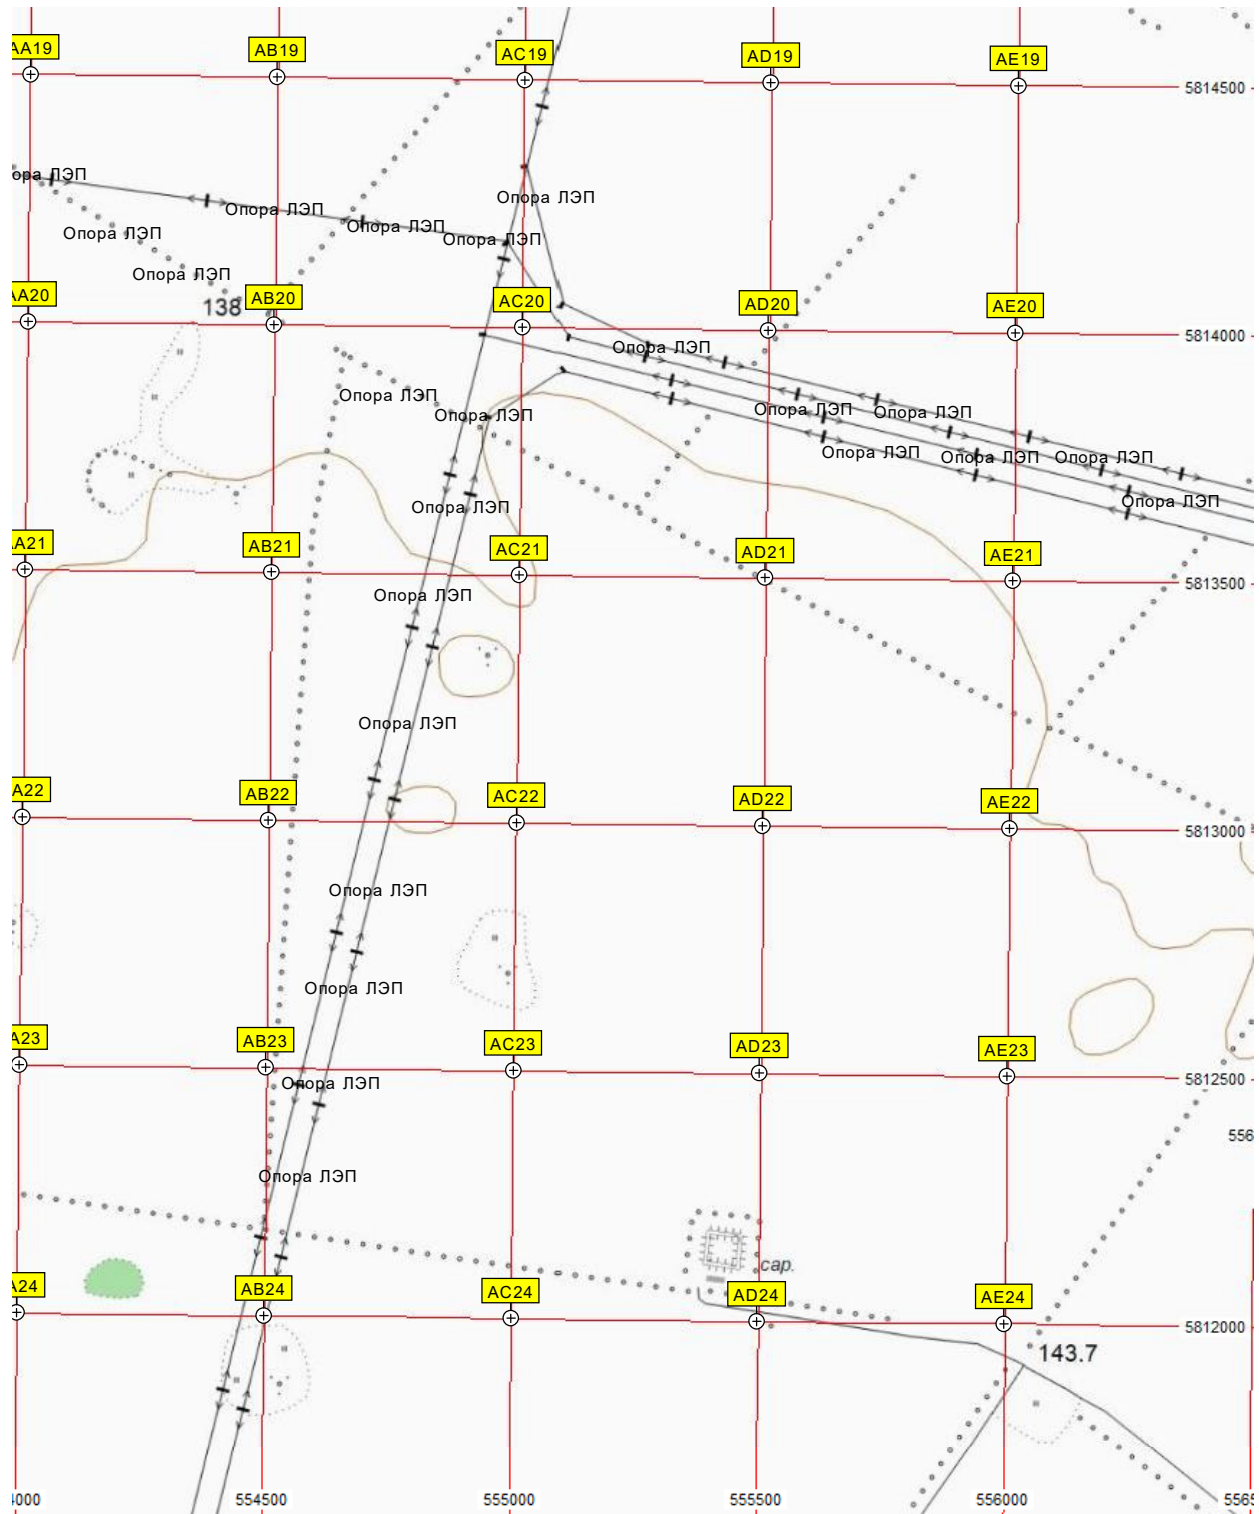 AA19
AB19
AC19
AD19
AE19
5814500
ора ЛЭП
Опора ЛЭП
Опора ЛЭП
Опора ЛЭП
Опора ЛЭП
Опора ЛЭП
Опора ЛЭП
AA20
138
AB20
AC20
AD20
AE20
5814000
Опора ЛЭП
Опора ЛЭП
Опора ЛЭП
Опора ЛЭП
Опора ЛЭП
Опора ЛЭП
Опора ЛЭП
Опора ЛЭП
Опора ЛЭП
Опора ЛЭП
AA21
AB21
AC21
AD21
AE21
5813500
Опора ЛЭП
Опора ЛЭП
A22
AB22
AC22
AD22
AE22
5813000
Опора ЛЭП
Опора ЛЭП
A23
AB23
AC23
AD23
AE23
5812500
Опора ЛЭП
556
Опора ЛЭП
сар.
A24
AB24
AC24
AD24
AE24
5812000
143.7
4000
554500
555000
555500
556000
5565